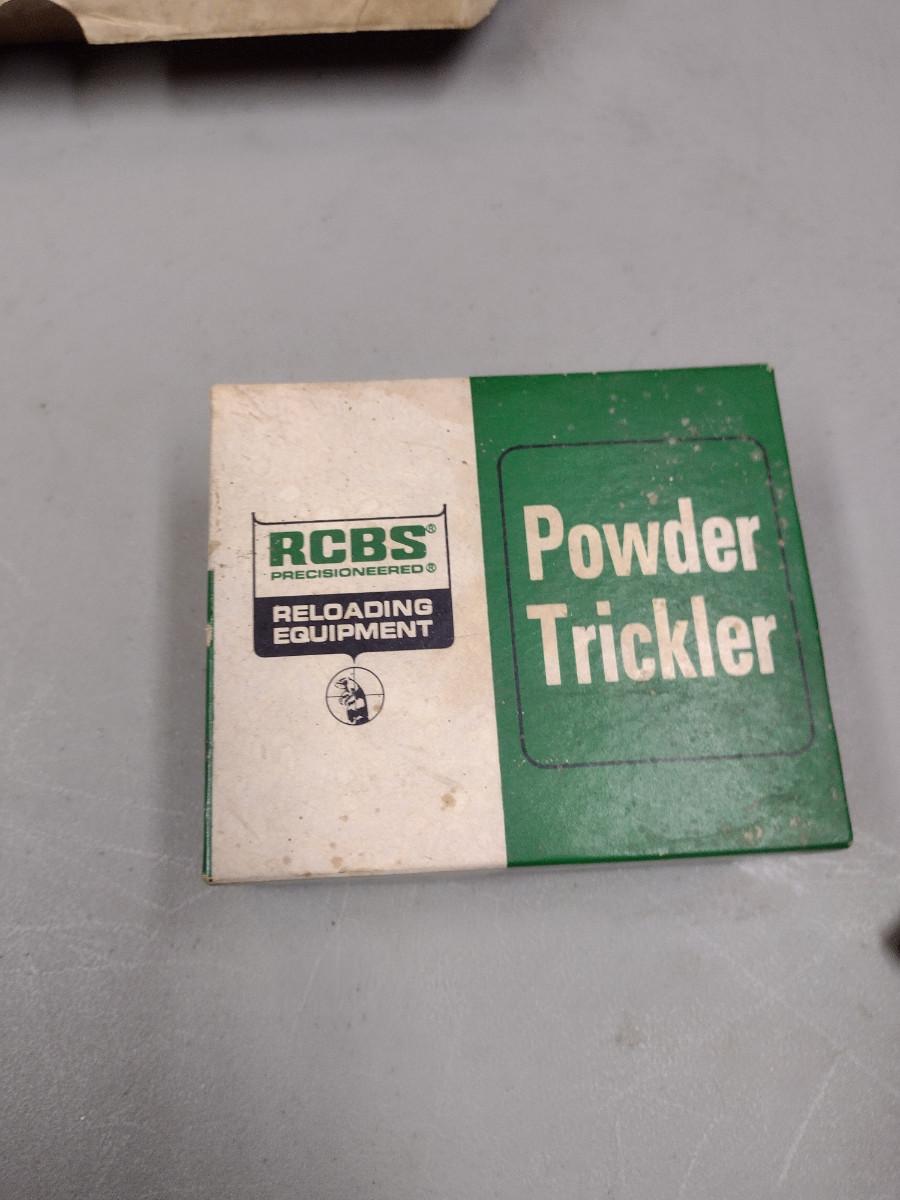 RCBS®
PRECISIONEERED®
RELOADING
EQUIPMENT
Powder
Trickler